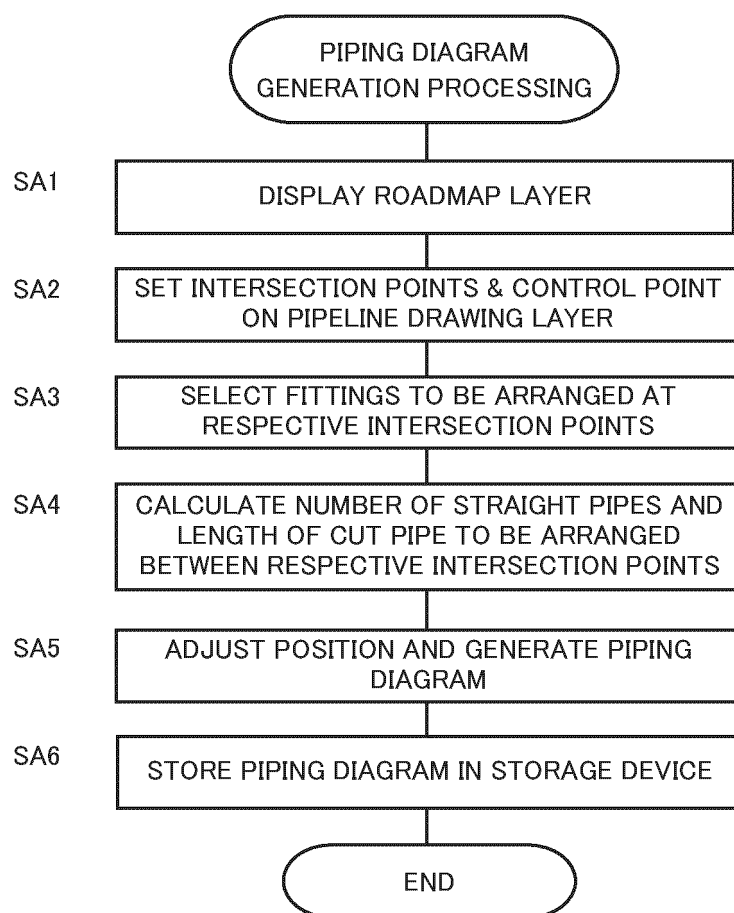 PIPING DIAGRAM
GENERATION PROCESSING
SA1
DISPLAY ROADMAP LAYER
SA2
SET INTERSECTION POINTS & CONTROL POINT
ON PIPELINE DRAWING LAYER
SA3
SELECT FITTINGS TO BE ARRANGED AT
RESPECTIVE INTERSECTION POINTS
SA4
CALCULATE NUMBER OF STRAIGHT PIPES AND
LENGTH OF CUT PIPE TO BE ARRANGED
BETWEEN RESPECTIVE INTERSECTION POINTS
SA5
ADJUST POSITION AND GENERATE PIPING
DIAGRAM
SA6
STORE PIPING DIAGRAM IN STORAGE DEVICE
END